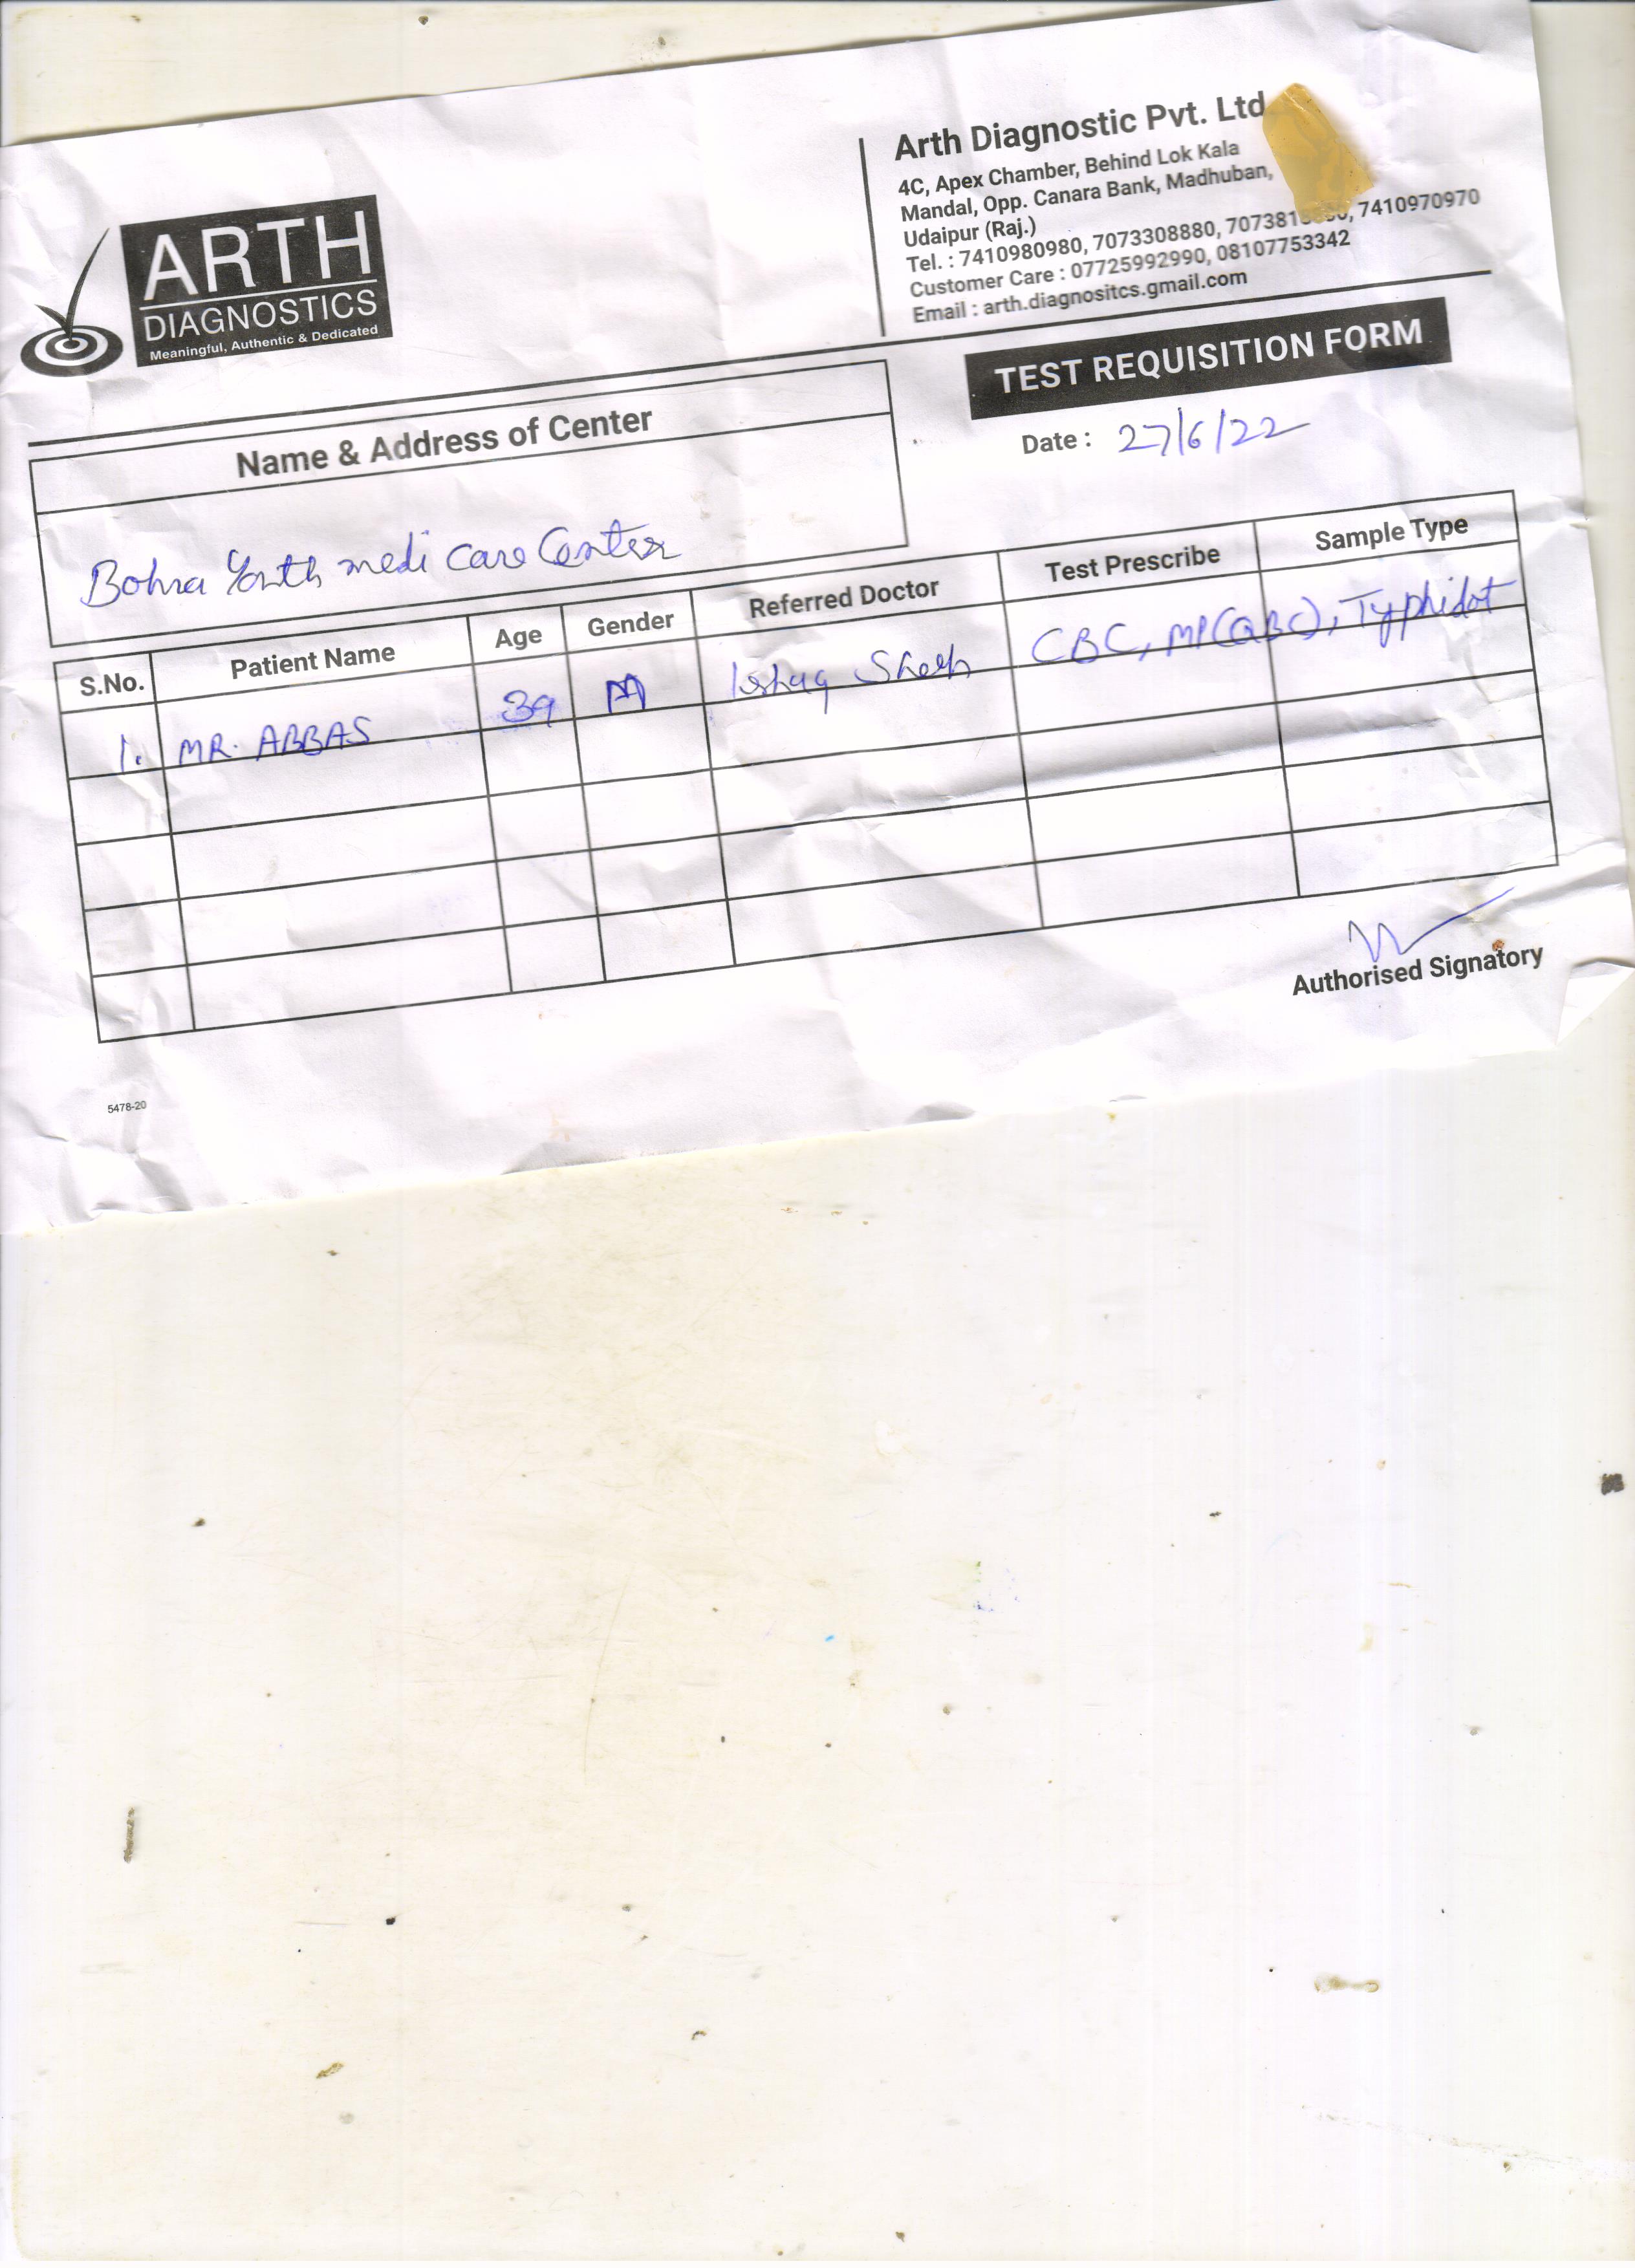 ARTH
DIAGNOSTICS
Meaningful, Authentic & Dedicated
Arth Diagnostic Pvt. Ltd
4C, Apex Chamber, Behind Lok Kala
Mandal, Opp. Canara Bank, Madhuban,
Udaipur (Raj.)
Tel. : 7410980980, 7073308880, 7410970970
Customer Care : 07725992990, 08107753342
Email : arth.diagnositcs.gmail.com
TEST REQUISITION FORM
Date : 27/6/22
Name & Address of Center
Bohra Youth medi care Center
S.No. Patient Name Age Gender Referred Doctor Test Prescribe Sample Type
1. MR. ABBAS 39 M CBC, MP(QBC), Typhidot
Authorised Signatory
5478-20